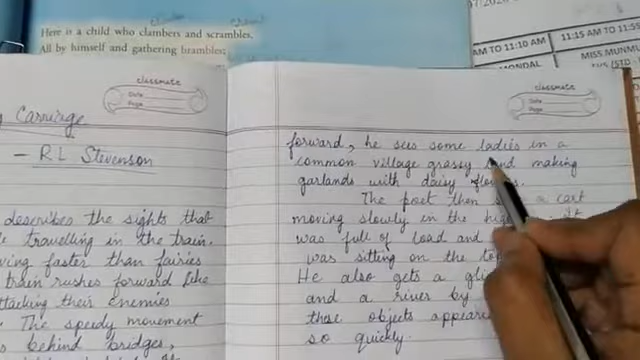 Here is a child who clambers and scrambles,
All by himself and gathering brambles;
AM TO 11:10 AM
11:15 AM TO 11:55
MISS.MUNMU
MONDAL
classmate
Date
Page
Carriage
- R L Stevenson
describes the sights that
travelling in the train.
ving faster than fairies
train rushes forward like
ttacking their enemies
The speedy movement
s behind bridges,
classmate
Date
Page
forward, he sees some ladies in a
common village grassy land making
garlands with daisy
The poet then a cart
moving slowly in the
was full of load and
was sitting on the
He also gets a
and a river by
these objects
so quickly.